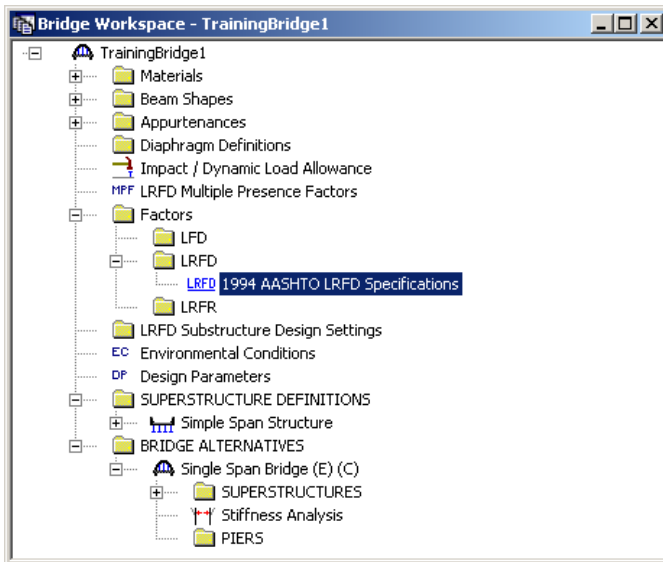 Bridge Workspace - TrainingBridge1
TrainingBridge1
Materials
Beam Shapes
Appurtenances
Diaphragm Definitions
Impact / Dynamic Load Allowance
MPF LRFD Multiple Presence Factors
Factors
LFD
LRFD
LRFD 1994 AASHTO LRFD Specifications
LRFR
LRFD Substructure Design Settings
EC Environmental Conditions
DP Design Parameters
SUPERSTRUCTURE DEFINITIONS
Simple Span Structure
BRIDGE ALTERNATIVES
Single Span Bridge (E) (C)
SUPERSTRUCTURES
Stiffness Analysis
PIERS